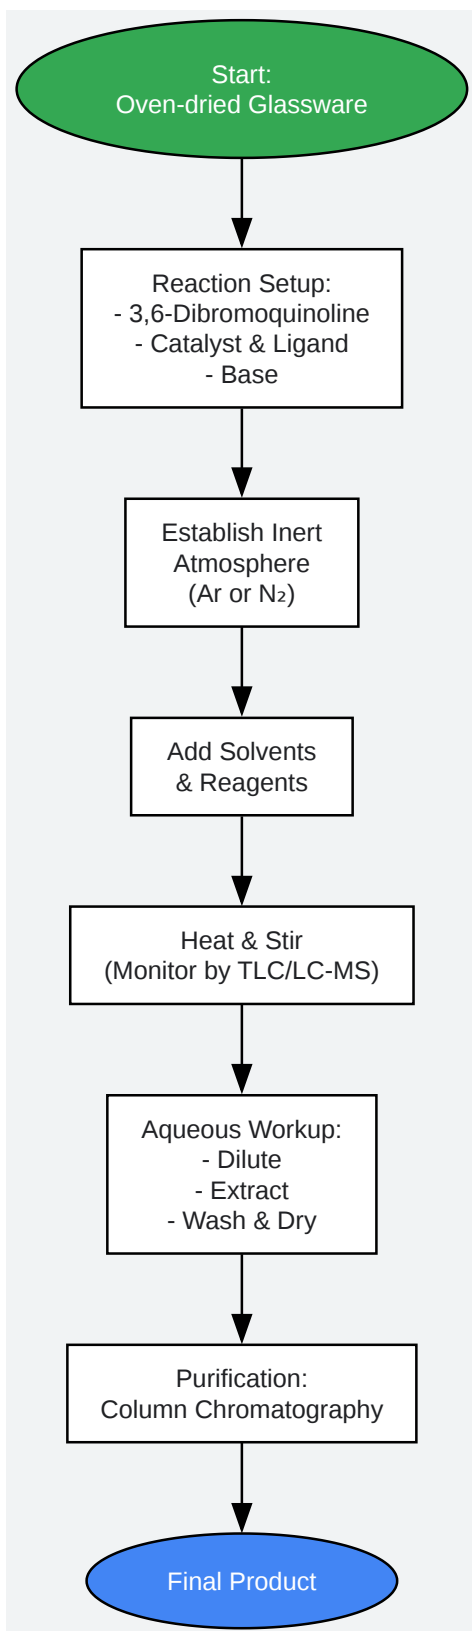 Start:
Oven-dried Glassware
Reaction Setup:
- 3,6-Dibromoquinoline
- Catalyst & Ligand
- Base
Establish Inert
Atmosphere
(Ar or N₂)
Add Solvents
& Reagents
Heat & Stir
(Monitor by TLC/LC-MS)
Aqueous Workup:
- Dilute
- Extract
- Wash & Dry
Purification:
Column Chromatography
Final Product